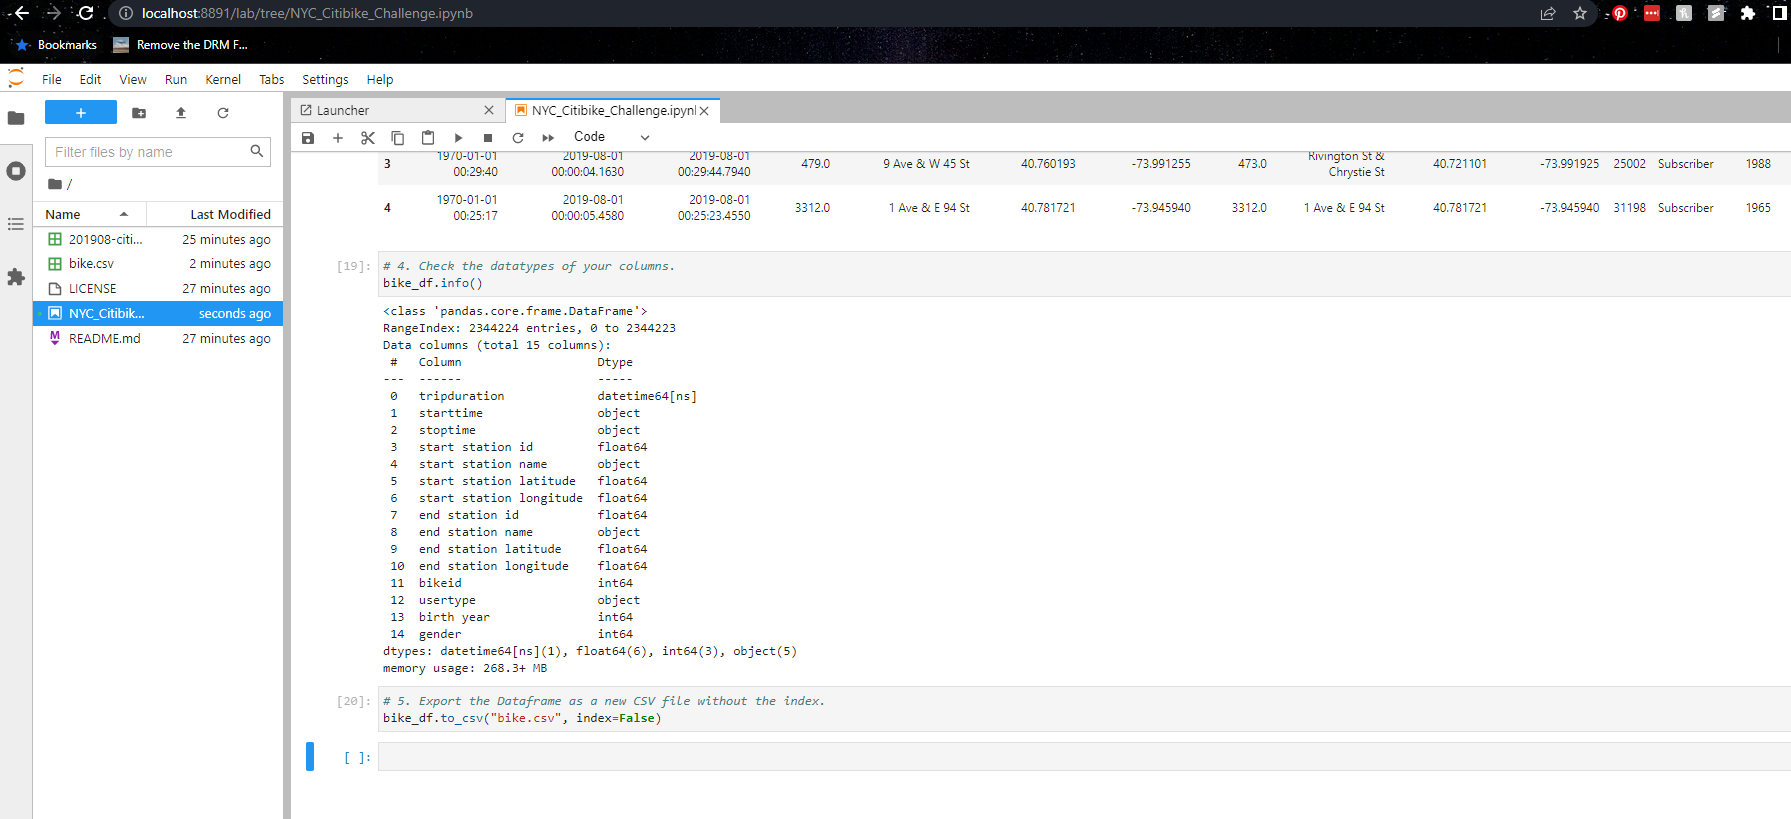 localhost:8891/lab/tree/NYC_Citibike_Challenge.ipynb
Bookmarks Remove the DRM F...
File Edit View Run Kernel Tabs Settings Help
+
Filter files by name
/
Name Last Modified
201908-citi... 25 minutes ago
bike.csv 2 minutes ago
LICENSE 27 minutes ago
NYC_Citibik... seconds ago
README.md 27 minutes ago
Launcher NYC_Citibike_Challenge.ipynl
Code
1970-01-01 2019-08-01 2019-08-01 Rivington St &
3 00:29:40 00:00:04.1630 00:29:44.7940 479.0 9 Ave & W 45 St 40.760193 -73.991255 473.0 Chrystie St 40.721101 -73.991925 25002 Subscriber 1988
1970-01-01 2019-08-01 2019-08-01
4 00:25:17 00:00:05.4580 00:25:23.4550 3312.0 1 Ave & E 94 St 40.781721 -73.945940 3312.0 1 Ave & E 94 St 40.781721 -73.945940 31198 Subscriber 1965
[19]: # 4. Check the datatypes of your columns.
bike_df.info()
<class 'pandas.core.frame.DataFrame'>
RangeIndex: 2344224 entries, 0 to 2344223
Data columns (total 15 columns):
# Column Dtype
--- ------ -----
0 tripduration datetime64[ns]
1 starttime object
2 stoptime object
3 start station id float64
4 start station name object
5 start station latitude float64
6 start station longitude float64
7 end station id float64
8 end station name object
9 end station latitude float64
10 end station longitude float64
11 bikeid int64
12 usertype object
13 birth year int64
14 gender int64
dtypes: datetime64[ns](1), float64(6), int64(3), object(5)
memory usage: 268.3+ MB
[20]: # 5. Export the Dataframe as a new CSV file without the index.
bike_df.to_csv("bike.csv", index=False)
[ ]: